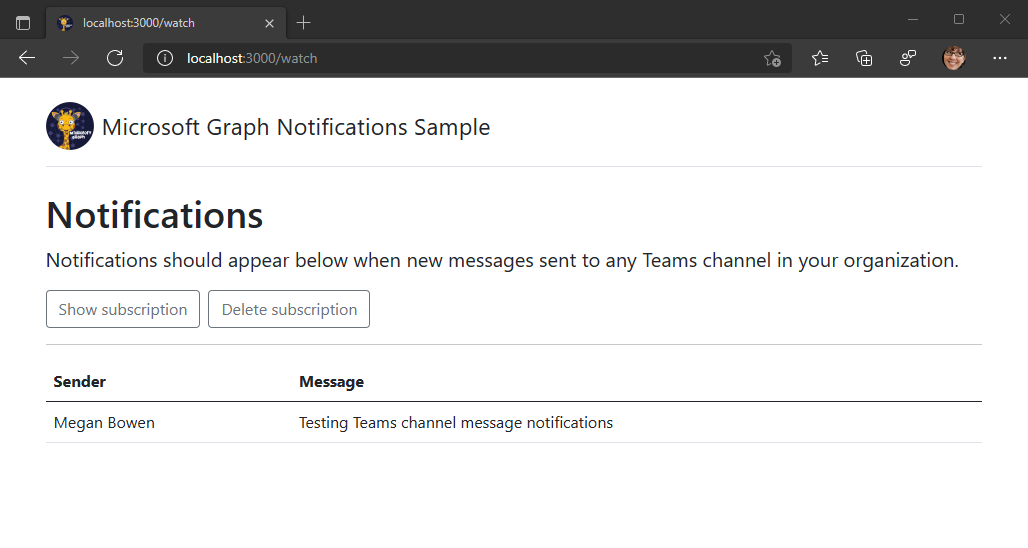 localhost:3000/watch
localhost:3000/watch
Microsoft Graph Notifications Sample
Notifications
Notifications should appear below when new messages sent to any Teams channel in your organization.
Show subscription Delete subscription
Sender Message
Megan Bowen Testing Teams channel message notifications